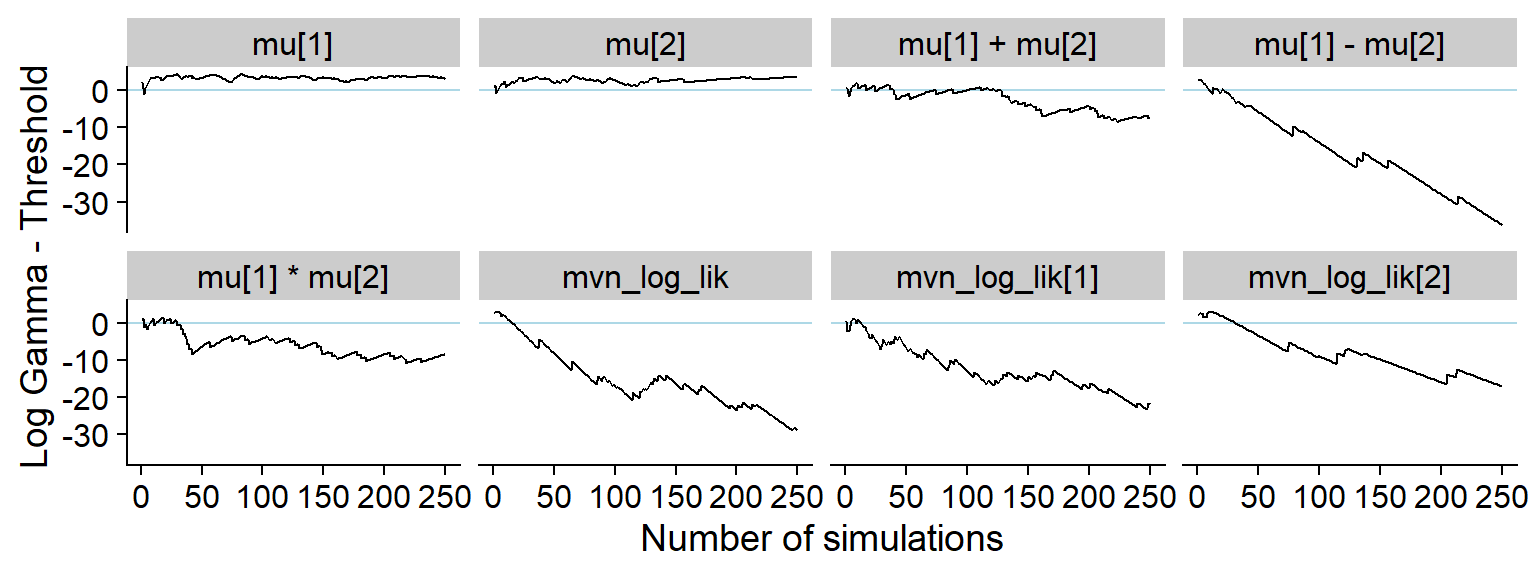 Log Gamma - Threshold
mu[1]
mu[2]
mu[1] + mu[2]
mu[1] - mu[2]
0
-10
-20
-30
mu[1] * mu[2]
mvn_log_lik
mvn_log_lik[1]
mvn_log_lik[2]
0
-10
-20
-30
0 50 100 150 200 250 0 50 100 150 200 250 0 50 100 150 200 250 0 50 100 150 200 250
Number of simulations